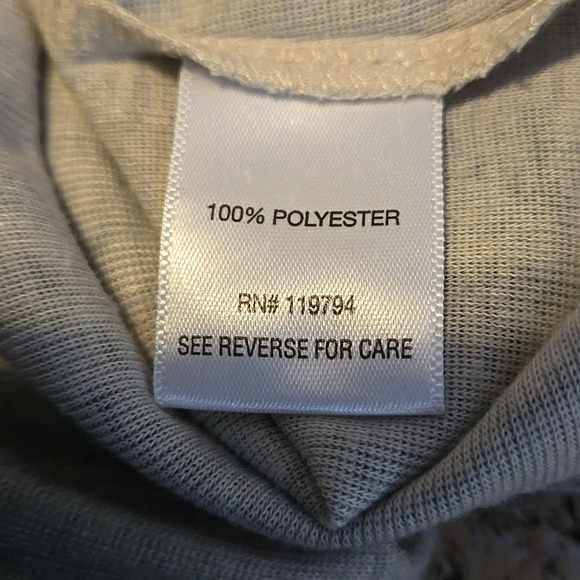 100% POLYESTER
RN# 119794
SEE REVERSE FOR CARE